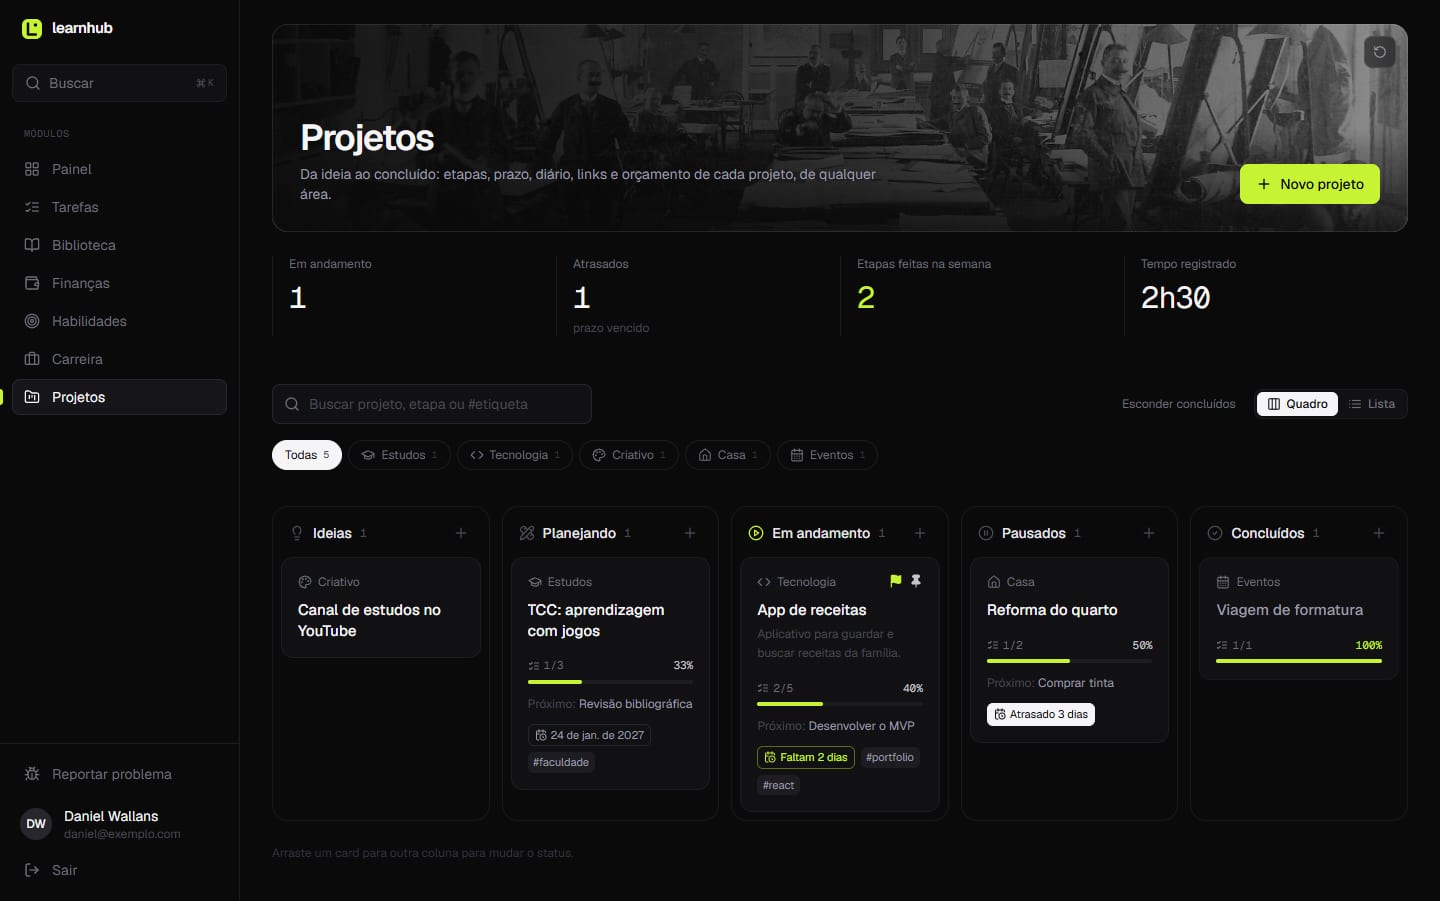 learnhub
Buscar
⌘K
MÓDULOS
Painel
Tarefas
Biblioteca
Finanças
Habilidades
Carreira
Projetos
Reportar problema
DW
Daniel Wallans
daniel@exemplo.com
Sair
Projetos
Da ideia ao concluído: etapas, prazo, diário, links e orçamento de cada projeto, de qualquer
área.
Novo projeto
Em andamento
1
Atrasados
1
prazo vencido
Etapas feitas na semana
2
Tempo registrado
2h30
Buscar projeto, etapa ou #etiqueta
Esconder concluídos
Quadro
Lista
Todas 5
Estudos 1
Tecnologia 1
Criativo 1
Casa 1
Eventos 1
Ideias 1
Criativo
Canal de estudos no
YouTube
Planejando 1
Estudos
TCC: aprendizagem
com jogos
1/3 33%
Próximo: Revisão bibliográfica
24 de jan. de 2027
#faculdade
Em andamento 1
Tecnologia
App de receitas
Aplicativo para guardar e
buscar receitas da família.
2/5 40%
Próximo: Desenvolver o MVP
Faltam 2 dias
#portfolio
#react
Pausados 1
Casa
Reforma do quarto
1/2 50%
Próximo: Comprar tinta
Atrasado 3 dias
Concluídos 1
Eventos
Viagem de formatura
1/1 100%
Arraste um card para outra coluna para mudar o status.